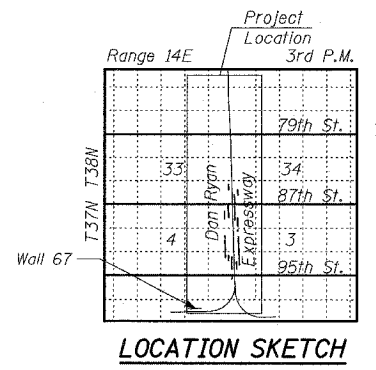 Project
Location
Range 14E 3rd P.M.
79th St.
T38N
33 34
87th St.
Dan Ryan
Expressway
T37N
4 3
95th St.
Wall 67
LOCATION SKETCH